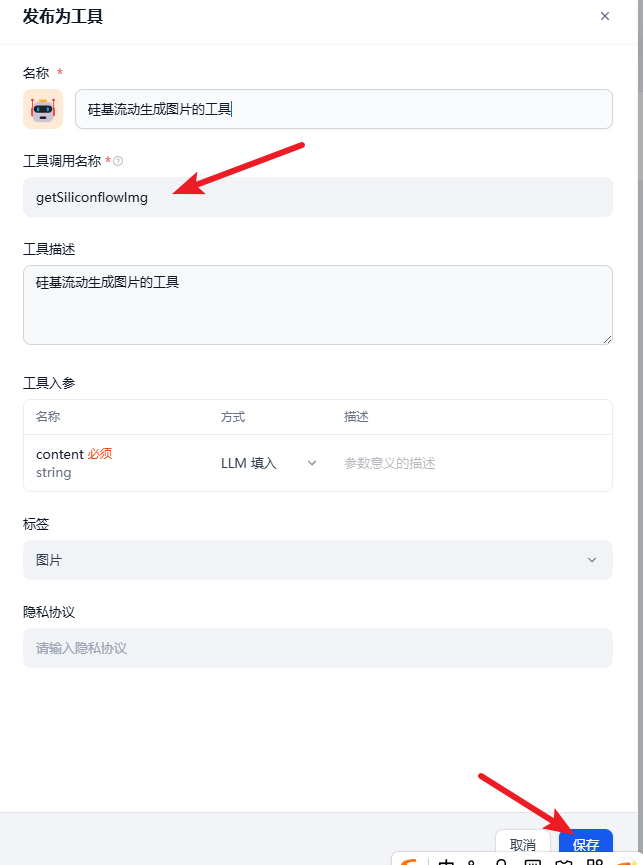 发布为工具
名称 *
硅基流动生成图片的工具
工具调用名称 *
getSiliconflowImg
工具描述
硅基流动生成图片的工具
工具入参
名称 方式 描述
content 必须
string
LLM 填入
参数意义的描述
标签
图片
隐私协议
请输入隐私协议
取消 保存